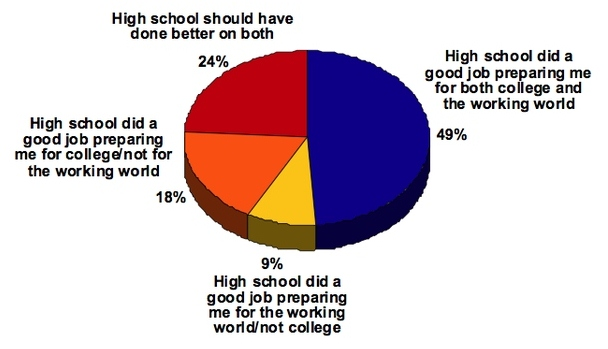 High school should have
done better on both
24%
High school did a
good job preparing me
for both college and
the working world
49%
High school did a
good job preparing
me for college/not for
the working world
18%
9%
High school did a
good job preparing
me for the working
world/not college